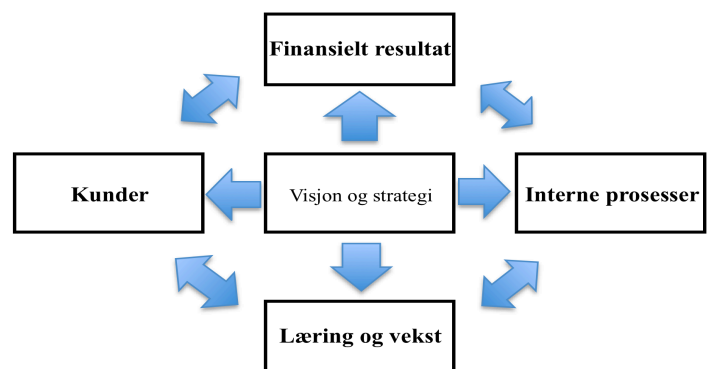 Finansielt resultat
Kunder
Visjon og strategi
Interne prosesser
Læring og vekst